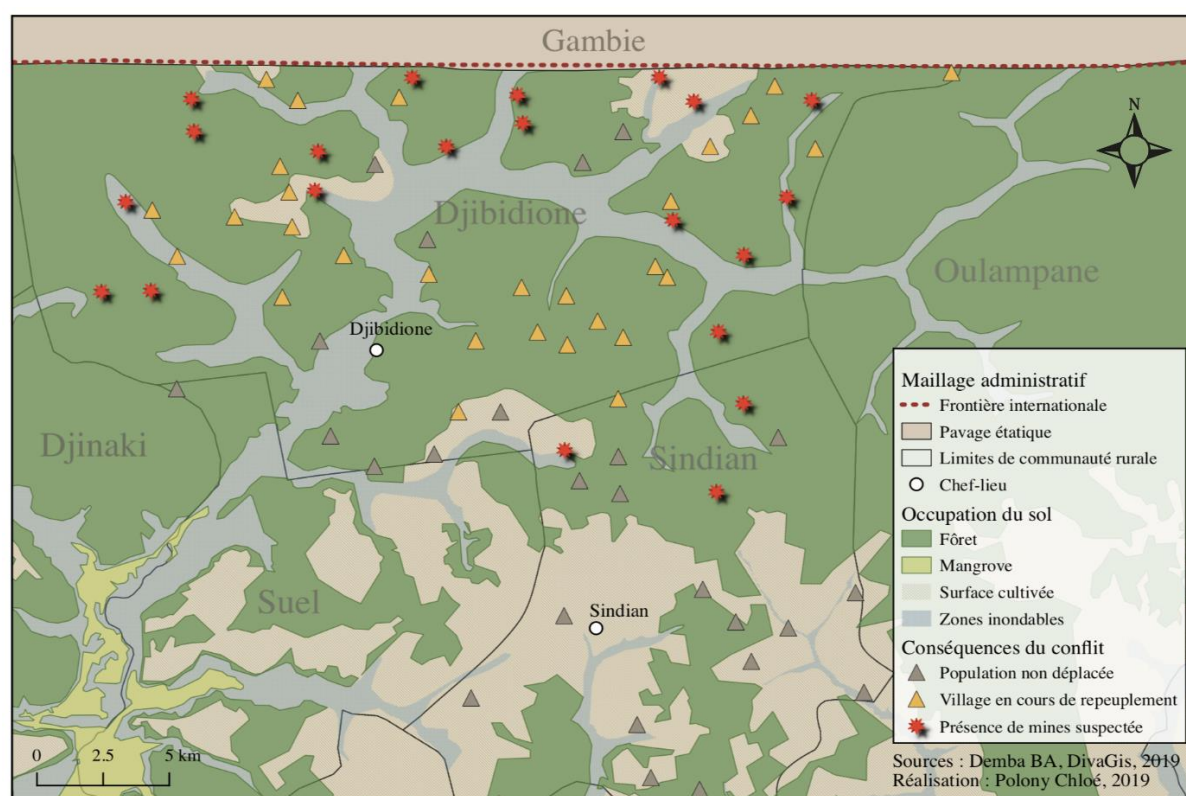 Gambie
N
Djibidione
Oulampane
Djibidione
Djinaki
Sindian
Suel
Sindian
0 2.5 5 km
Maillage administratif
Frontière internationale
Pavage étatique
Limites de communauté rurale
Chef-lieu
Occupation du sol
Fôret
Mangrove
Surface cultivée
Zones inondables
Conséquences du conflit
Population non déplacée
Village en cours de repeuplement
Présence de mines suspectée
Sources : Demba BA, DivaGis, 2019
Réalisation : Polony Chloé, 2019